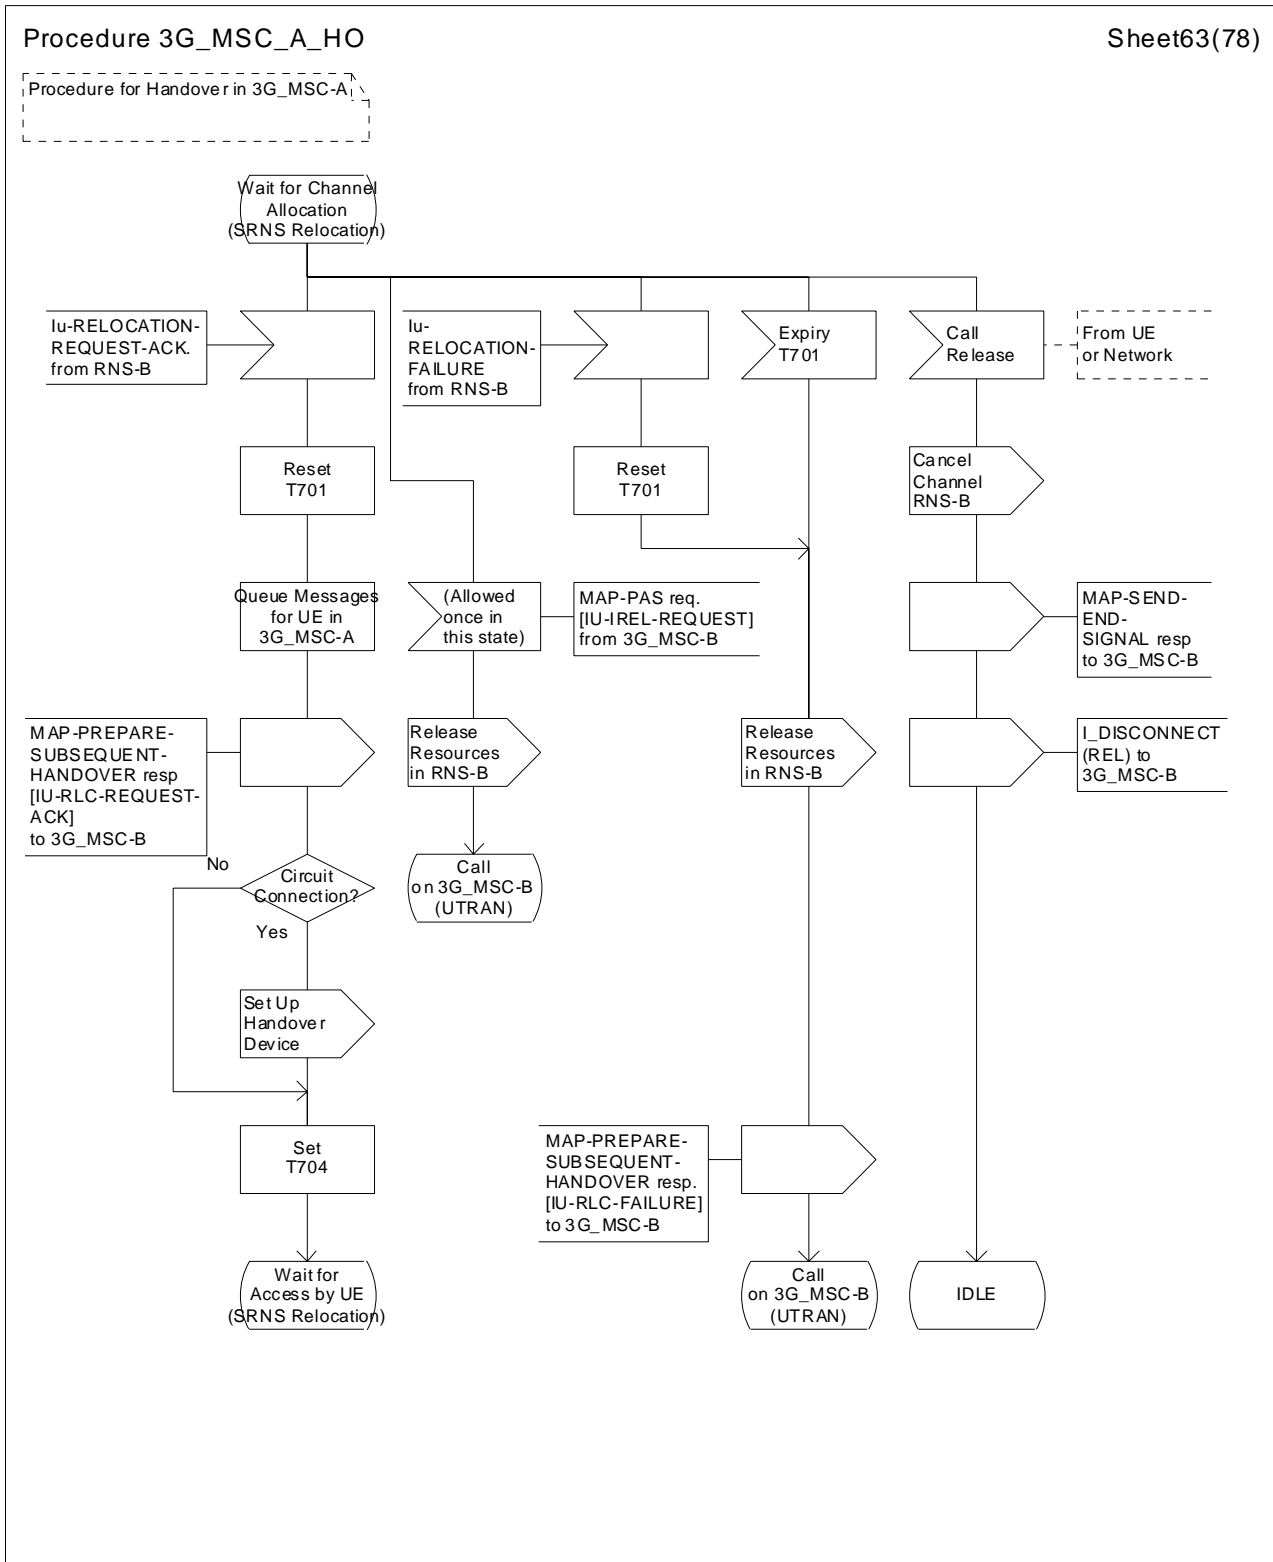 Procedure 3G_MSC_A_HO
Sheet63(78)
Procedure for Handover in 3G_MSC-A
Wait for Channel
Allocation
(SRNS Relocation)
Iu-RELOCATION-
REQUEST-ACK.
from RNS-B
Iu-
RELOCATION-
FAILURE
from RNS-B
Expiry
T701
Call
Release
From UE
or Network
Reset
T701
Reset
T701
Cancel
Channel
RNS-B
Queue Messages
for UE in
3G_MSC-A
(Allowed
once in
this state)
MAP-PAS req.
[IU-IREL-REQUEST]
from 3G_MSC-B
MAP-SEND-
END-
SIGNAL resp
to 3G_MSC-B
MAP-PREPARE-
SUBSEQUENT-
HANDOVER resp
[IU-RLC-REQUEST-
ACK]
to 3G_MSC-B
Release
Resources
in RNS-B
Release
Resources
in RNS-B
I_DISCONNECT
(REL) to
3G_MSC-B
No
Circuit
Connection?
Yes
Call
on 3G_MSC-B
(UTRAN)
Set Up
Handover
Device
Set
T704
MAP-PREPARE-
SUBSEQUENT-
HANDOVER resp.
[IU-RLC-FAILURE]
to 3G_MSC-B
Wait for
Access by UE
(SRNS Relocation)
Call
on 3G_MSC-B
(UTRAN)
IDLE